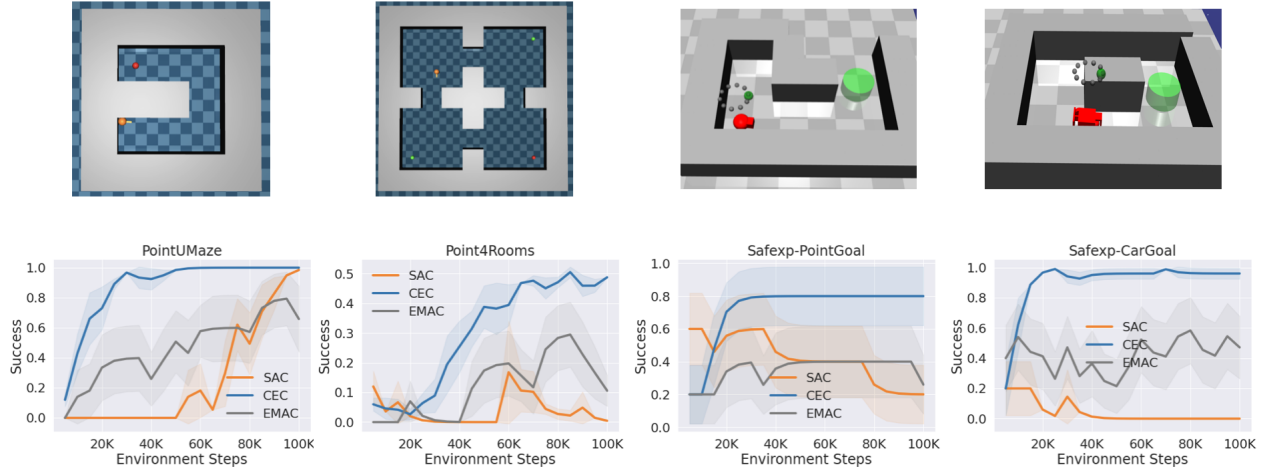 PointUMaze
Success
1.0
0.8
0.6
0.4
0.2
0.0
SAC
CEC
EMAC
20K 40K 60K 80K 100K
Environment Steps
Point4Rooms
Success
0.5
0.4
0.3
0.2
0.1
0.0
SAC
CEC
EMAC
20K 40K 60K 80K 100K
Environment Steps
Safexp-PointGoal
Success
1.0
0.8
0.6
0.4
0.2
0.0
SAC
CEC
EMAC
20K 40K 60K 80K 100K
Environment Steps
Safexp-CarGoal
Success
1.0
0.8
0.6
0.4
0.2
0.0
SAC
CEC
EMAC
20K 40K 60K 80K 100K
Environment Steps